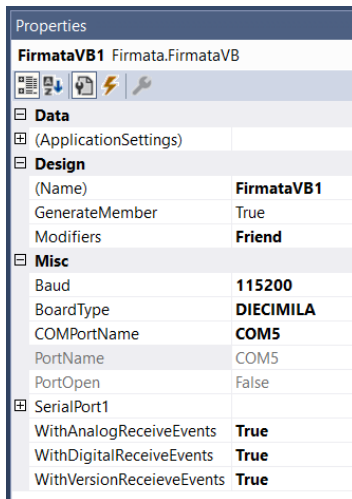 Properties
FirmataVB1 Firmata.FirmataVB
Data
(ApplicationSettings)
Design
(Name) FirmataVB1
GenerateMember True
Modifiers Friend
Misc
Baud 115200
BoardType DIECIMILA
COMPortName COM5
PortName COM5
PortOpen False
SerialPort1
WithAnalogReceiveEvents True
WithDigitalReceiveEvents True
WithVersionReceieveEvents True